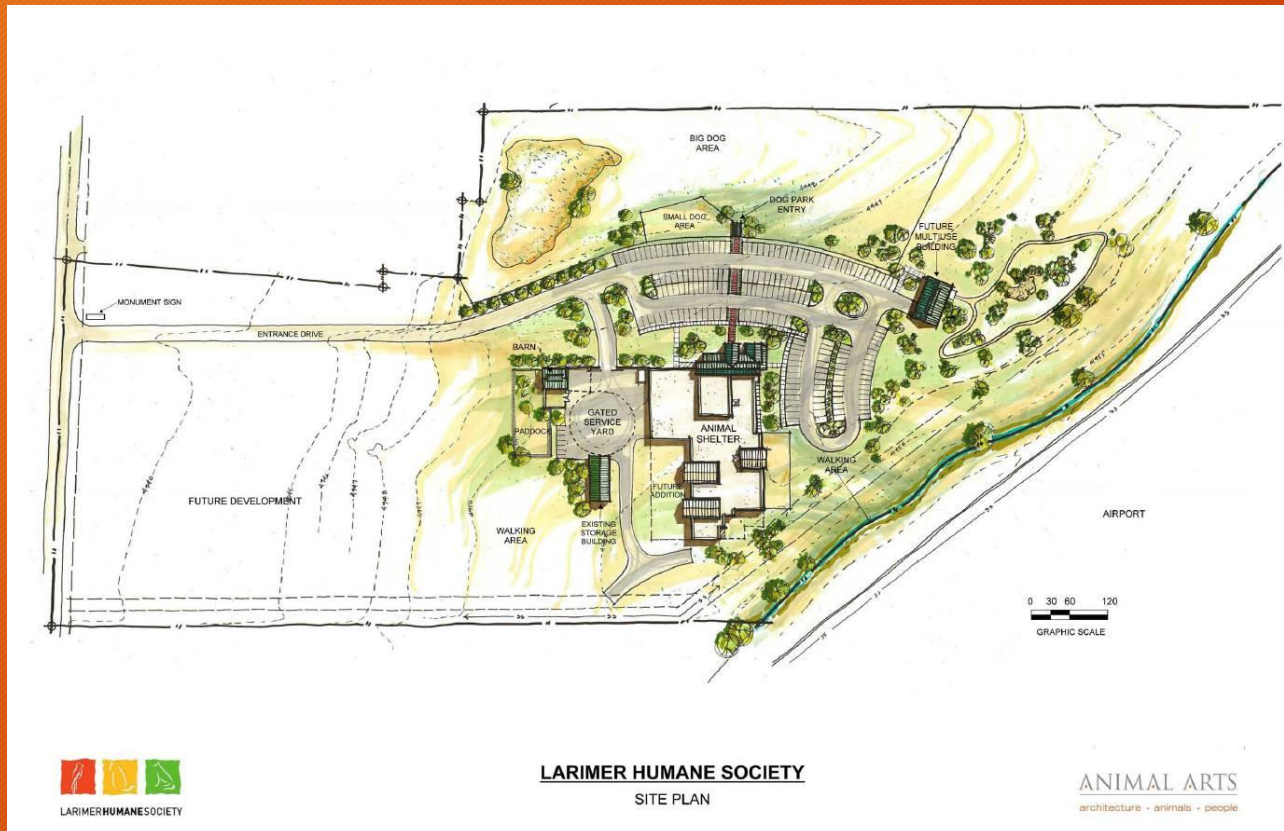 BIG DOG
AREA
DOG PARK
ENTRY
SMALL DOG
AREA
FUTURE
MULTIUSE
BUILDING
MONUMENT SIGN
ENTRANCE DRIVE
BARN
PADDOCK
GATED
SERVICE
YARD
ANIMAL
SHELTER
WALKING
AREA
FUTURE DEVELOPMENT
FUTURE
ADDITION
WALKING
AREA
EXISTING
STORAGE
BUILDING
AIRPORT
0 30 60 120
GRAPHIC SCALE
LARIMER HUMANE SOCIETY
SITE PLAN
LARIMERHUMANESOCIETY
ANIMAL ARTS
architecture • animals • people